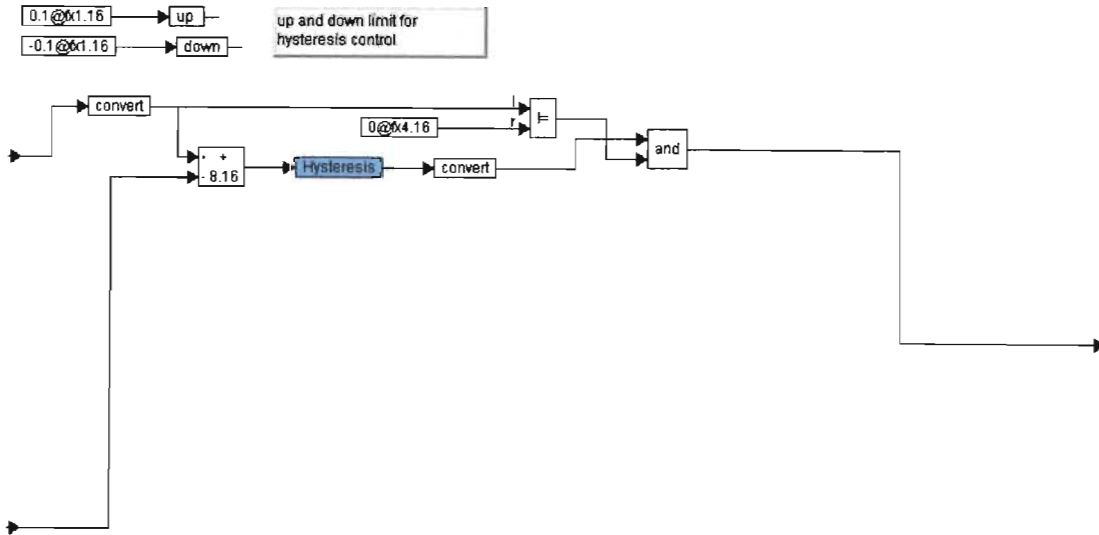 0.1@fx1.16
up
up and down limit for
hysteresis control
-0.1@fx1.16
down
convert
l
0@fx4.16
r
and
- +
- 8.16
Hysteresis
convert